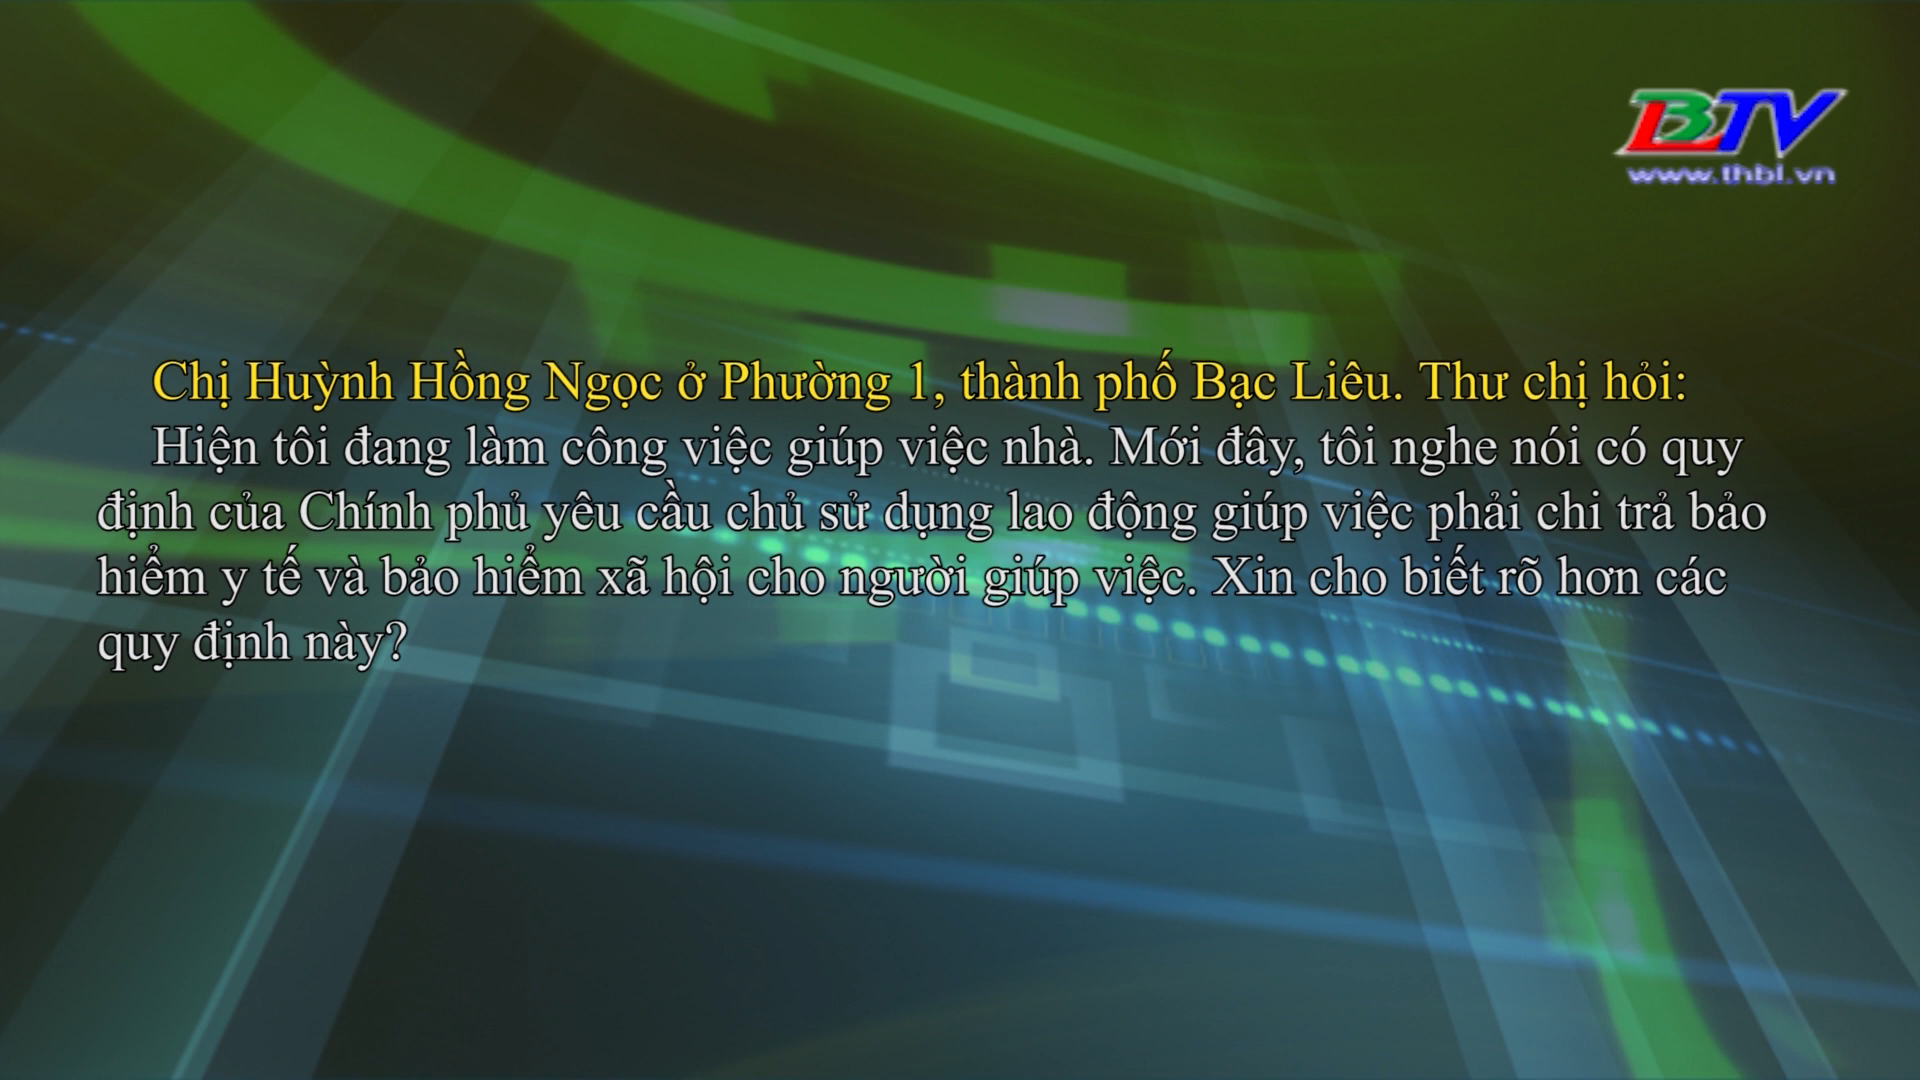 BTV
www.thbl.vn
Chị Huỳnh Hồng Ngọc ở Phường 1, thành phố Bạc Liêu. Thư chị hỏi:
Hiện tôi đang làm công việc giúp việc nhà. Mới đây, tôi nghe nói có quy
định của Chính phủ yêu cầu chủ sử dụng lao động giúp việc phải chi trả bảo
hiểm y tế và bảo hiểm xã hội cho người giúp việc. Xin cho biết rõ hơn các
quy định này?